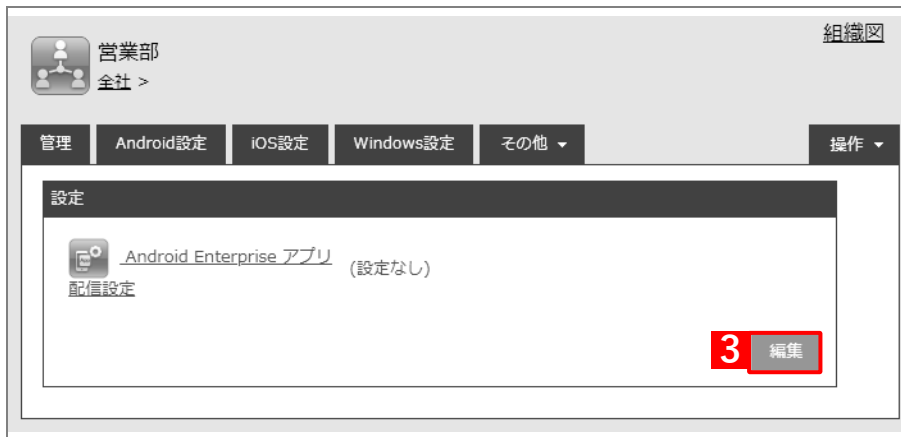 組織図
営業部
全社 >
管理 Android設定 iOS設定 Windows設定 その他 ▼ 操作 ▼
設定
Android Enterprise アプリ (設定なし)
配信設定
3 編集